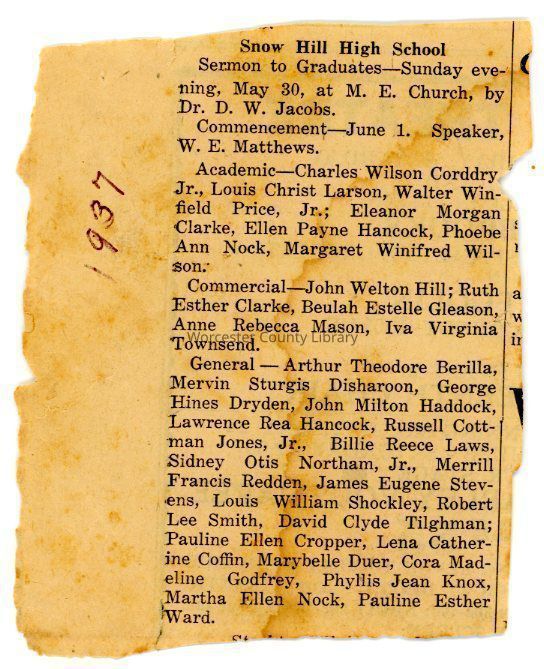 Snow Hill High School
Sermon to Graduates—Sunday eve-
ning, May 30, at M. E. Church, by
Dr. D. W. Jacobs.
Commencement—June 1. Speaker,
W. E. Matthews.
Academic—Charles Wilson Corddry
Jr., Louis Christ Larson, Walter Win-
field Price, Jr.; Eleanor Morgan
Clarke, Ellen Payne Hancock, Phoebe
Ann Nock, Margaret Winifred Wil-
son.
Commercial—John Welton Hill; Ruth
Esther Clarke, Beulah Estelle Gleason,
Anne Rebecca Mason, Iva Virginia
Townsend.
Worcester County Library
General — Arthur Theodore Berilla,
Mervin Sturgis Disharoon, George
Hines Dryden, John Milton Haddock,
Lawrence Rea Hancock, Russell Cott-
man Jones, Jr., Billie Reece Laws,
Sidney Otis Northam, Jr., Merrill
Francis Redden, James Eugene Stev-
ens, Louis William Shockley, Robert
Lee Smith, David Clyde Tilghman;
Pauline Ellen Cropper, Lena Cather-
ine Coffin, Marybelle Duer, Cora Mad-
eline Godfrey, Phyllis Jean Knox,
Martha Ellen Nock, Pauline Esther
Ward.
1937